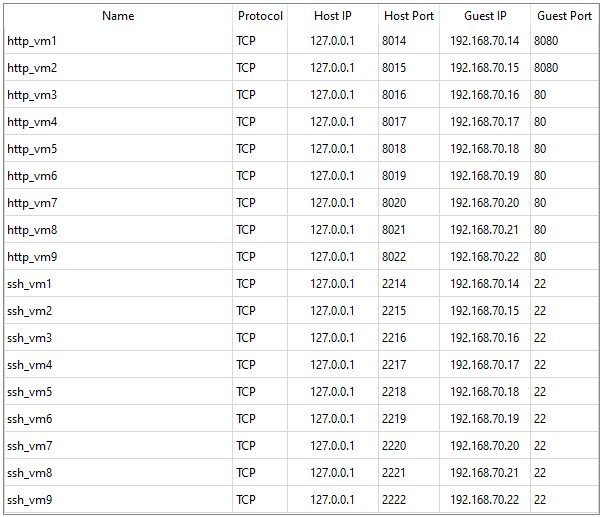 Name Protocol Host IP Host Port Guest IP Guest Port
http_vm1 TCP 127.0.0.1 8014 192.168.70.14 8080
http_vm2 TCP 127.0.0.1 8015 192.168.70.15 8080
http_vm3 TCP 127.0.0.1 8016 192.168.70.16 80
http_vm4 TCP 127.0.0.1 8017 192.168.70.17 80
http_vm5 TCP 127.0.0.1 8018 192.168.70.18 80
http_vm6 TCP 127.0.0.1 8019 192.168.70.19 80
http_vm7 TCP 127.0.0.1 8020 192.168.70.20 80
http_vm8 TCP 127.0.0.1 8021 192.168.70.21 80
http_vm9 TCP 127.0.0.1 8022 192.168.70.22 80
ssh_vm1 TCP 127.0.0.1 2214 192.168.70.14 22
ssh_vm2 TCP 127.0.0.1 2215 192.168.70.15 22
ssh_vm3 TCP 127.0.0.1 2216 192.168.70.16 22
ssh_vm4 TCP 127.0.0.1 2217 192.168.70.17 22
ssh_vm5 TCP 127.0.0.1 2218 192.168.70.18 22
ssh_vm6 TCP 127.0.0.1 2219 192.168.70.19 22
ssh_vm7 TCP 127.0.0.1 2220 192.168.70.20 22
ssh_vm8 TCP 127.0.0.1 2221 192.168.70.21 22
ssh_vm9 TCP 127.0.0.1 2222 192.168.70.22 22